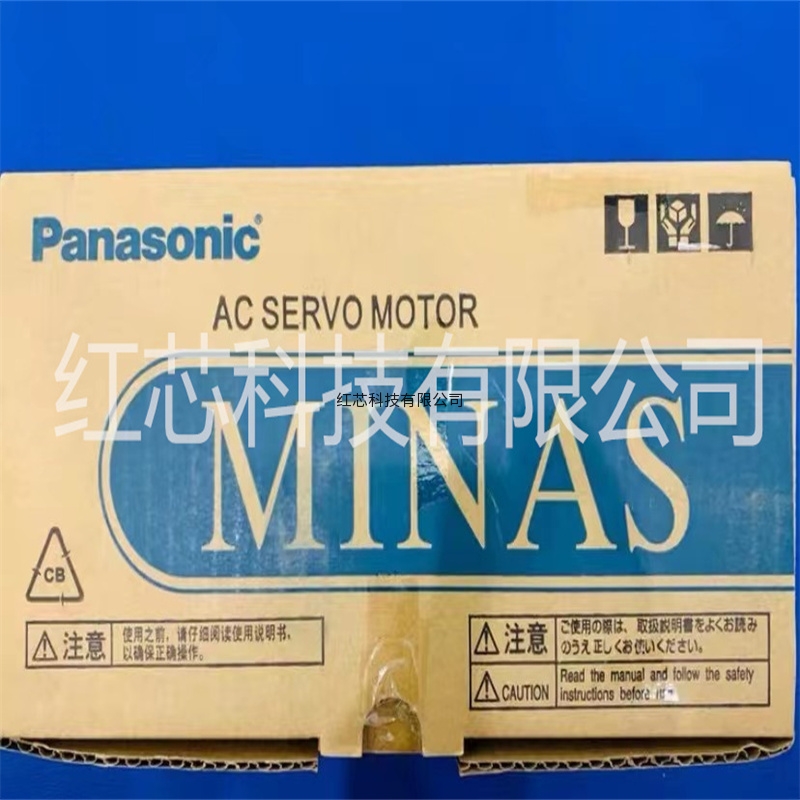 Panasonic®
AC SERVO MOTOR
红芯科技有限公司
红芯科技有限公司
MINAS
CB
注意
使用之前，请仔细阅读使用说明书，
以确保正确操作。
注意
ご使用の際は、取扱説明書をよくお読み
のうえ正しくお使いください。
CAUTION
Read the manual and follow the safety
instructions before